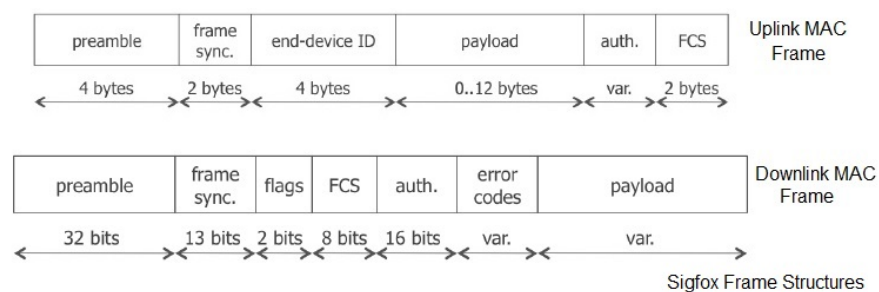 preamble
frame sync.
end-device ID
payload
auth.
FCS
Uplink MAC Frame
4 bytes
2 bytes
4 bytes
0..12 bytes
var.
2 bytes
preamble
frame sync.
flags
FCS
auth.
error codes
payload
Downlink MAC Frame
32 bits
13 bits
2 bits
8 bits
16 bits
var.
var.
Sigfox Frame Structures